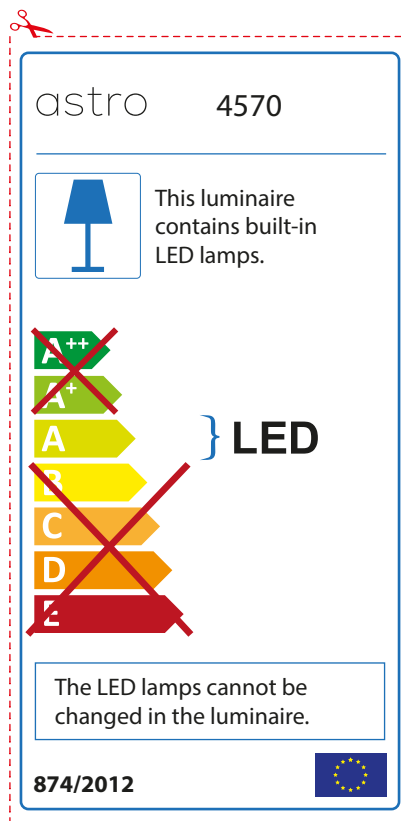 astro 4570
This luminaire
contains built-in
LED lamps.
A++
A+
A
} LED
B
C
D
E
The LED lamps cannot be
changed in the luminaire.
874/2012